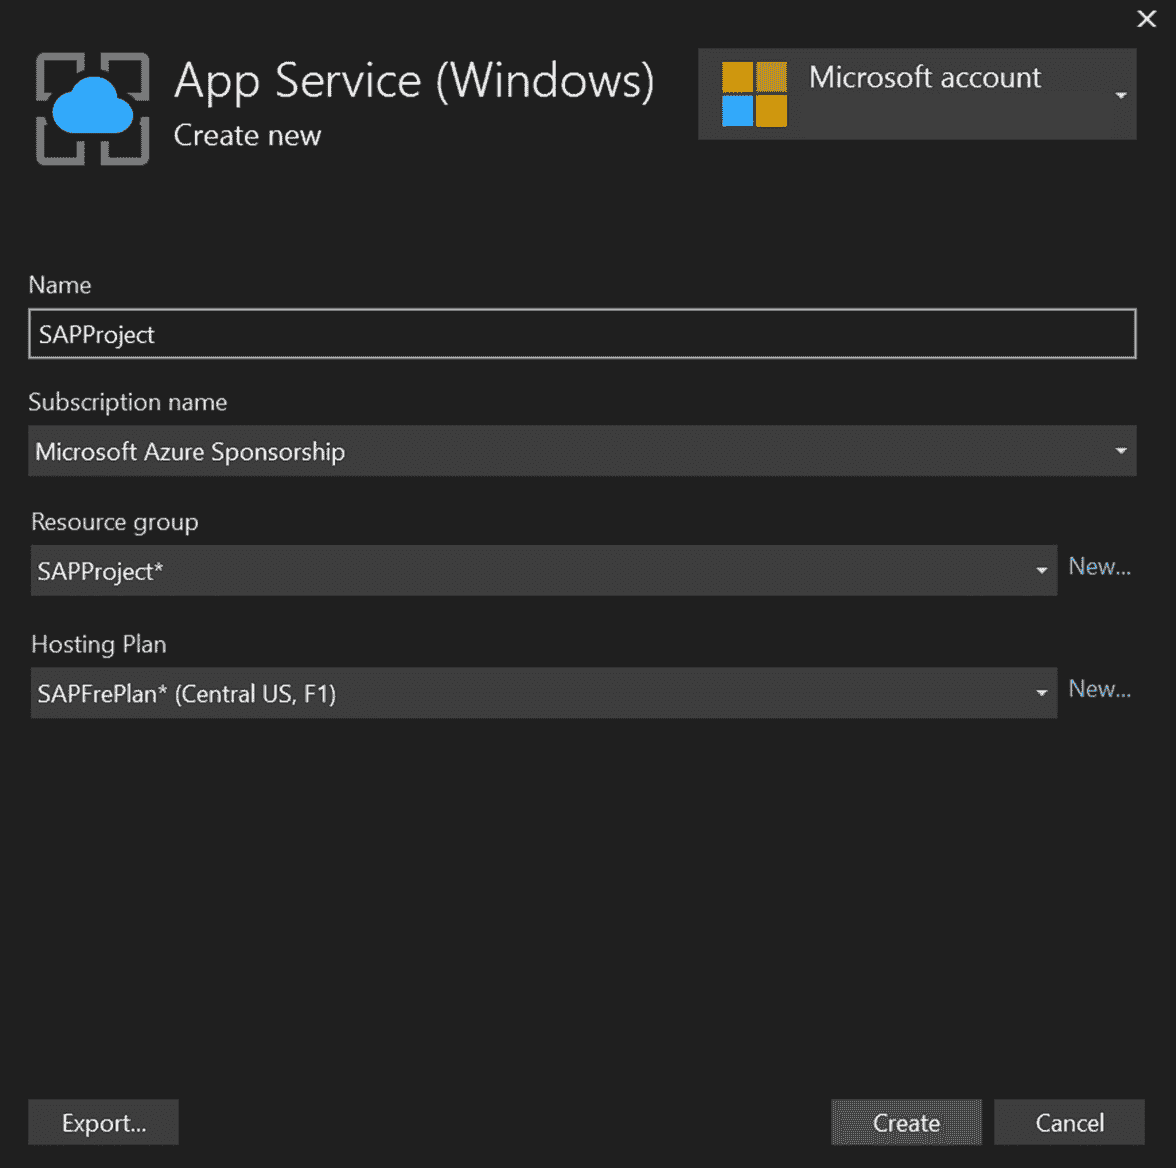 App Service (Windows)
Create new
Microsoft account
Name
SAPProject
Subscription name
Microsoft Azure Sponsorship
Resource group
SAPProject*
New...
Hosting Plan
SAPFrePlan* (Central US, F1)
New...
Export...
Create
Cancel